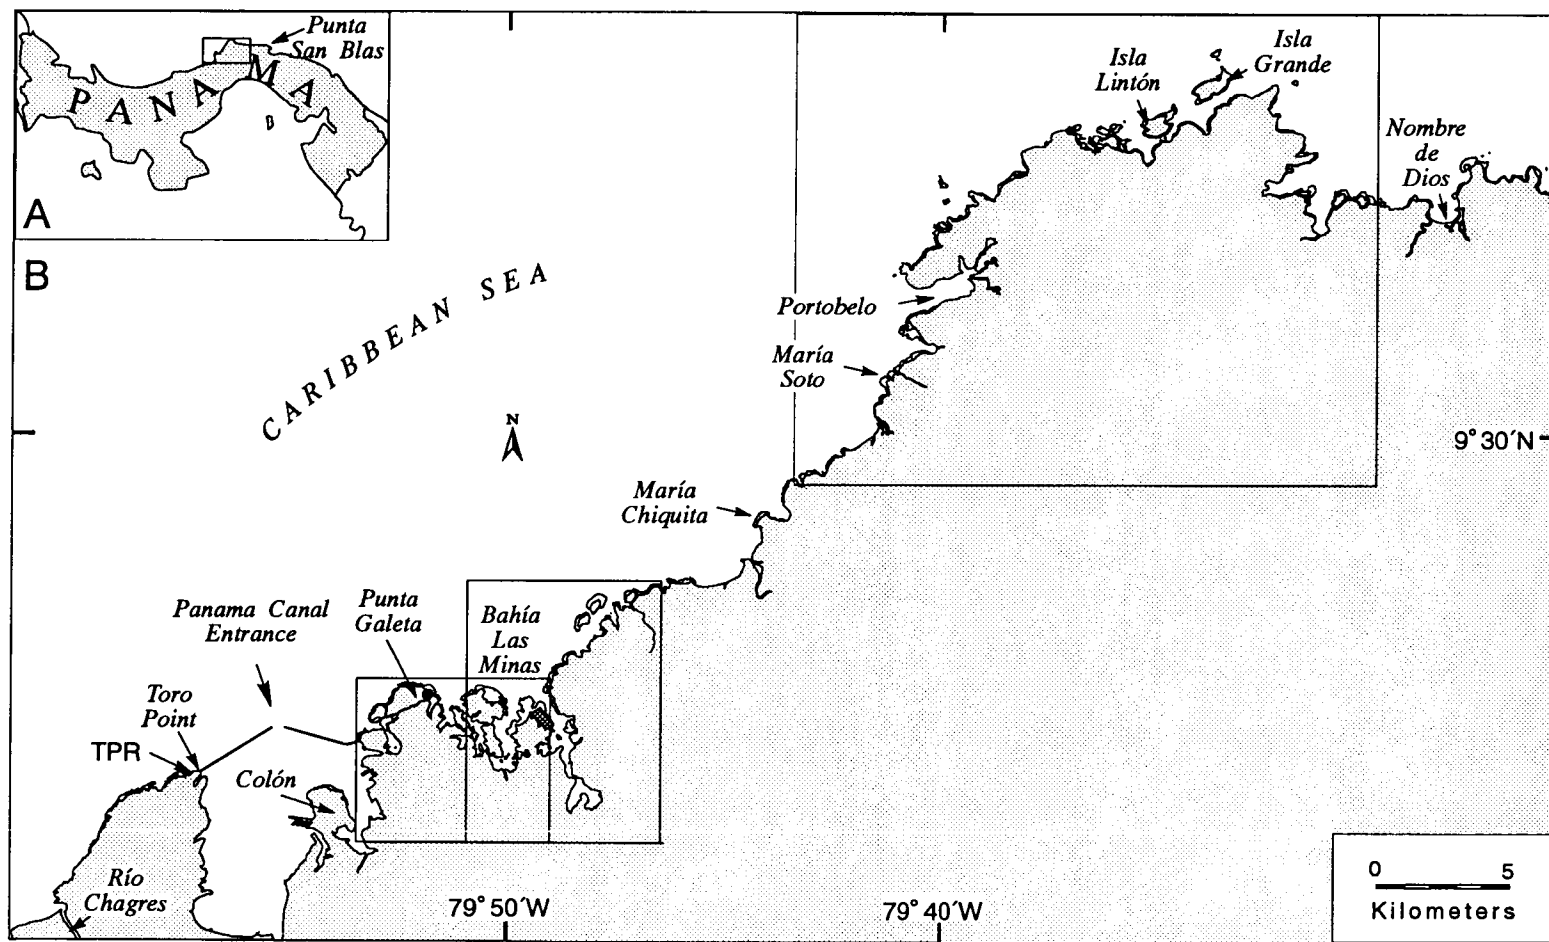 Punta
San Blas
PANAMA
A
B
CARIBBEAN SEA
N
Isla
Lintón
Isla
Grande
Nombre
de
Dios
Portobelo
María
Soto
9°30′N
María
Chiquita
Panama Canal
Entrance
Punta
Galeta
Bahía
Las
Minas
Toro
Point
TPR
Colón
Río
Chagres
79°50′W
79°40′W
0 5
Kilometers